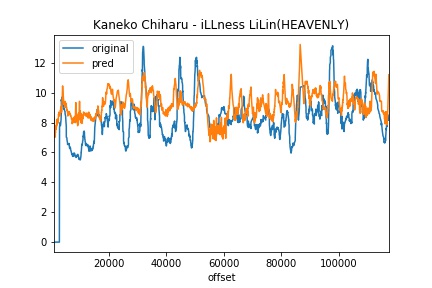 Kaneko Chiharu - iLLness LiLin(HEAVENLY)
original
pred
12
10
8
6
4
2
0
20000 40000 60000 80000 100000
offset